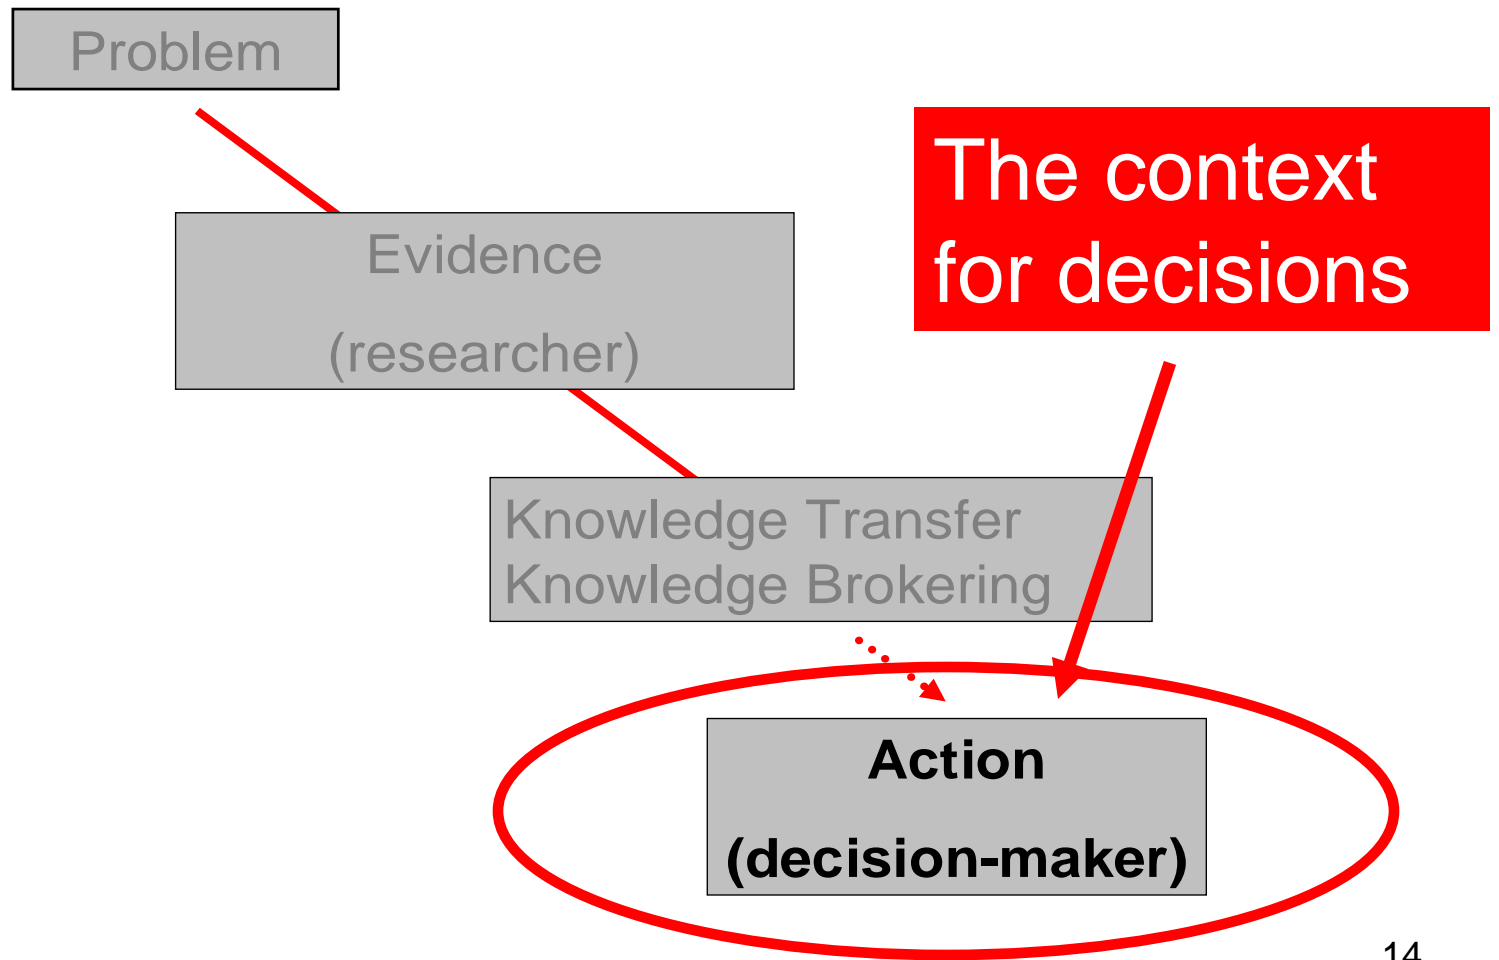 Problem
Evidence
(researcher)
The context
for decisions
Knowledge Transfer
Knowledge Brokering
Action
(decision-maker)
14